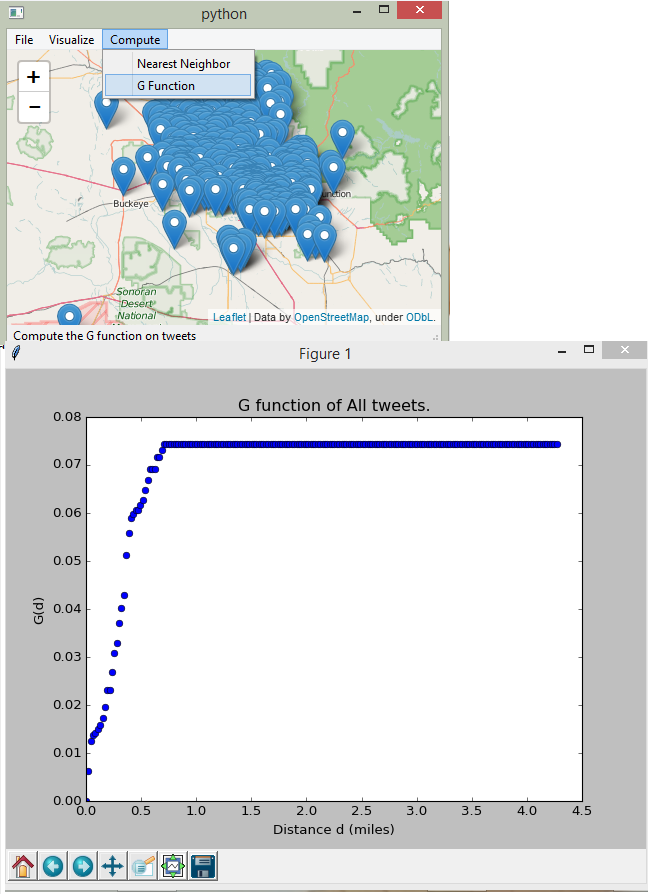 python
File Visualize Compute
Nearest Neighbor
G Function
+
−
Buckeye
unction
Sonoran
Desert
National
Leaflet | Data by OpenStreetMap, under ODbL.
Compute the G function on tweets
Figure 1
G function of All tweets.
0.08
0.07
0.06
0.05
0.04
0.03
0.02
0.01
0.00
G(d)
0.0 0.5 1.0 1.5 2.0 2.5 3.0 3.5 4.0 4.5
Distance d (miles)